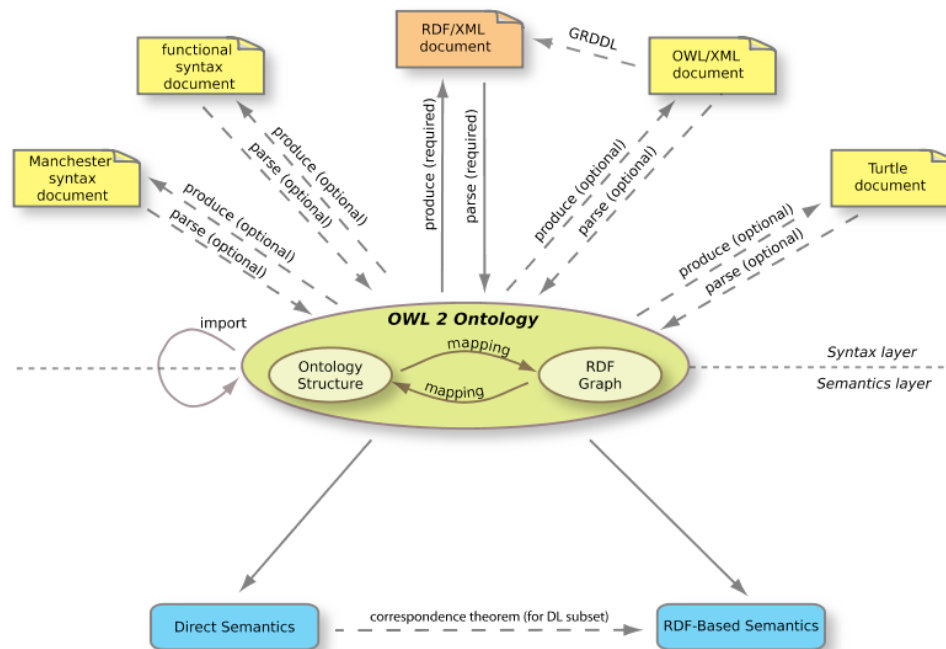 RDF/XML
document
GRDDL
functional
syntax
document
OWL/XML
document
Manchester
syntax
document
Turtle
document
produce (optional)
parse (optional)
produce (optional)
parse (optional)
produce (required)
parse (required)
produce (optional)
parse (optional)
produce (optional)
parse (optional)
import
OWL 2 Ontology
mapping
Ontology
Structure
RDF
Graph
mapping
Syntax layer
Semantics layer
Direct Semantics
correspondence theorem (for DL subset)
RDF-Based Semantics